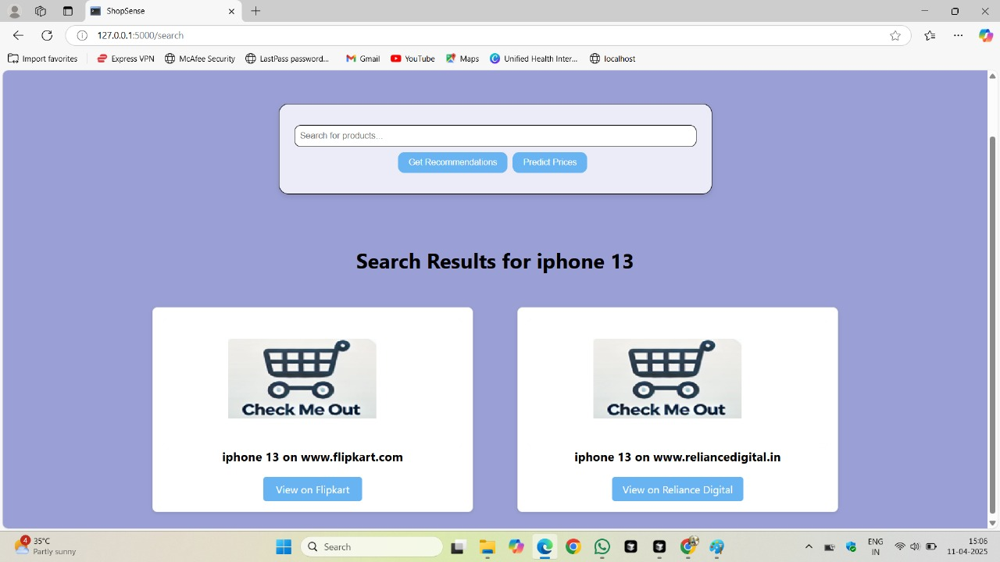 ShopSense
127.0.0.1:5000/search
Import favorites
Express VPN
McAfee Security
LastPass password...
Gmail
YouTube
Maps
Unified Health Inter...
localhost
Search for products...
Get Recommendations
Predict Prices
Search Results for iphone 13
Check Me Out
Check Me Out
iphone 13 on www.flipkart.com
iphone 13 on www.reliancedigital.in
View on Flipkart
View on Reliance Digital
4
35°C
Partly sunny
Search
ENG
IN
15:06
11-04-2025